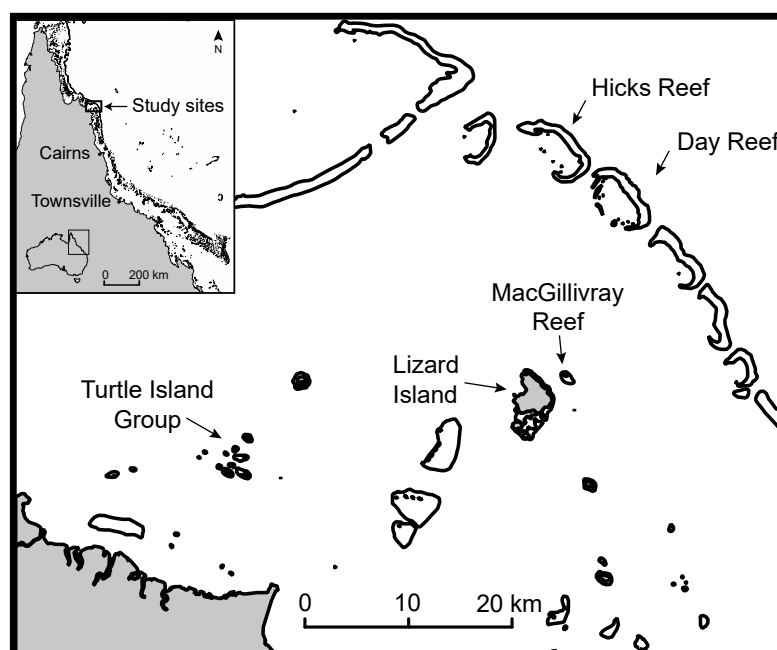 N
Study sites
Cairns
Townsville
0 200 km
Hicks Reef
Day Reef
MacGillivray
Reef
Lizard
Island
Turtle Island
Group
0 10 20 km